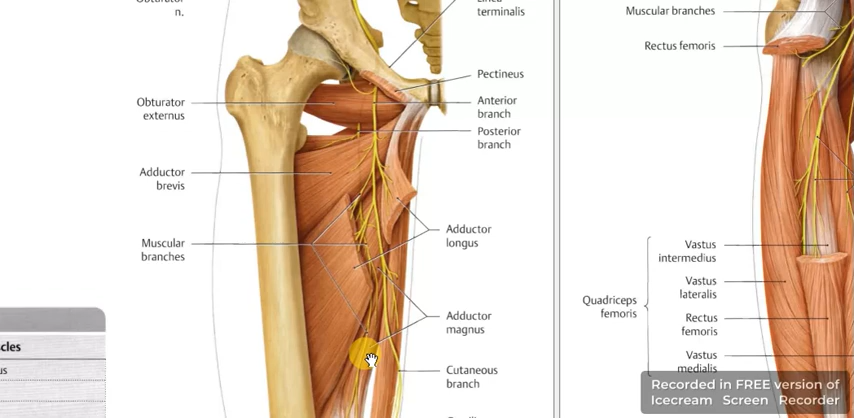 Obturator
n.
Linea
terminalis
Pectineus
Obturator
externus
Anterior
branch
Posterior
branch
Adductor
brevis
Adductor
longus
Muscular
branches
Adductor
magnus
Cutaneous
branch
cles
us
Muscular branches
Rectus femoris
Vastus
intermedius
Vastus
lateralis
Quadriceps
femoris
Rectus
femoris
Vastus
medialis
Recorded in FREE version of
Icecream Screen Recorder